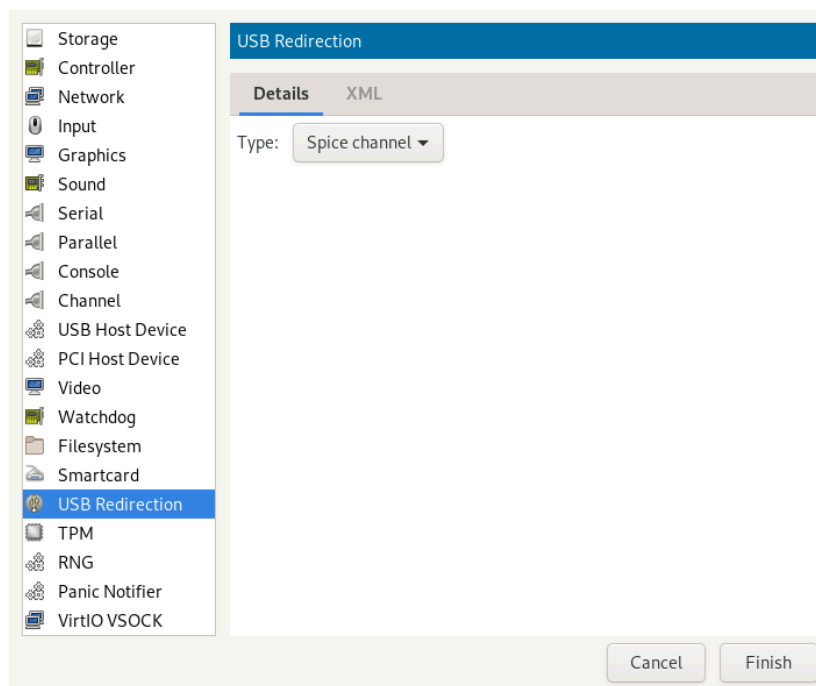 Storage
Controller
Network
Input
Graphics
Sound
Serial
Parallel
Console
Channel
USB Host Device
PCI Host Device
Video
Watchdog
Filesystem
Smartcard
USB Redirection
TPM
RNG
Panic Notifier
VirtIO VSOCK
USB Redirection
Details XML
Type: Spice channel
Cancel Finish